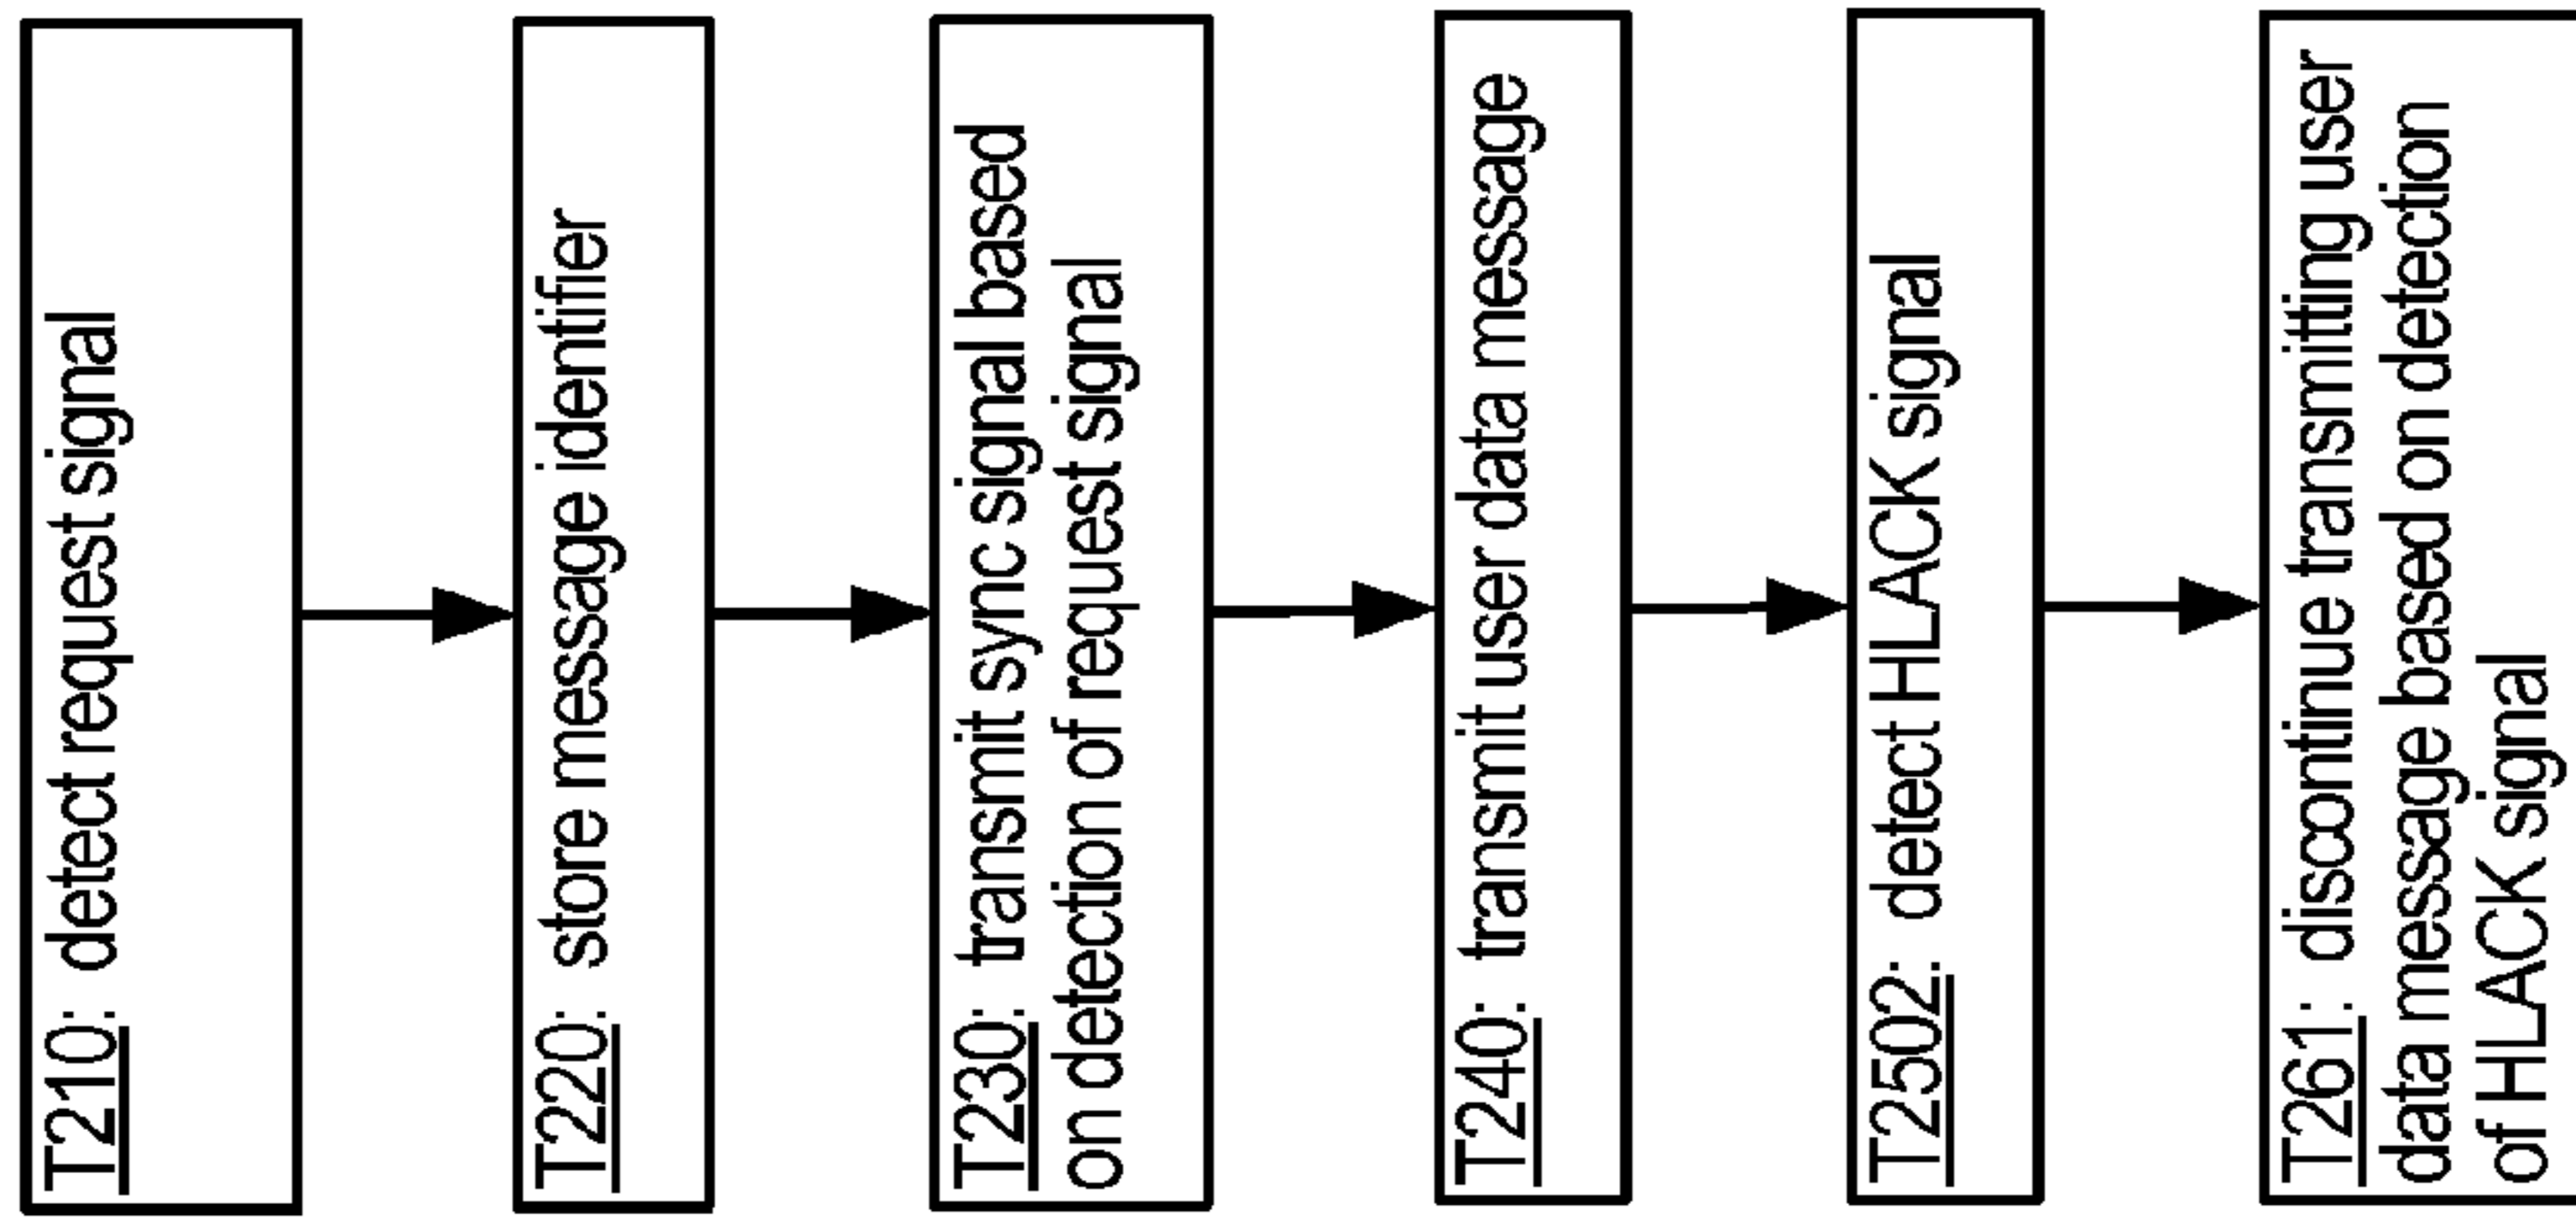 T210: detect request signal
T220: store message identifier
T230: transmit sync signal based
on detection of request signal
T240: transmit user data message
T2502: detect HLACK signal
T261: discontinue transmitting user
data message based on detection
of HLACK signal